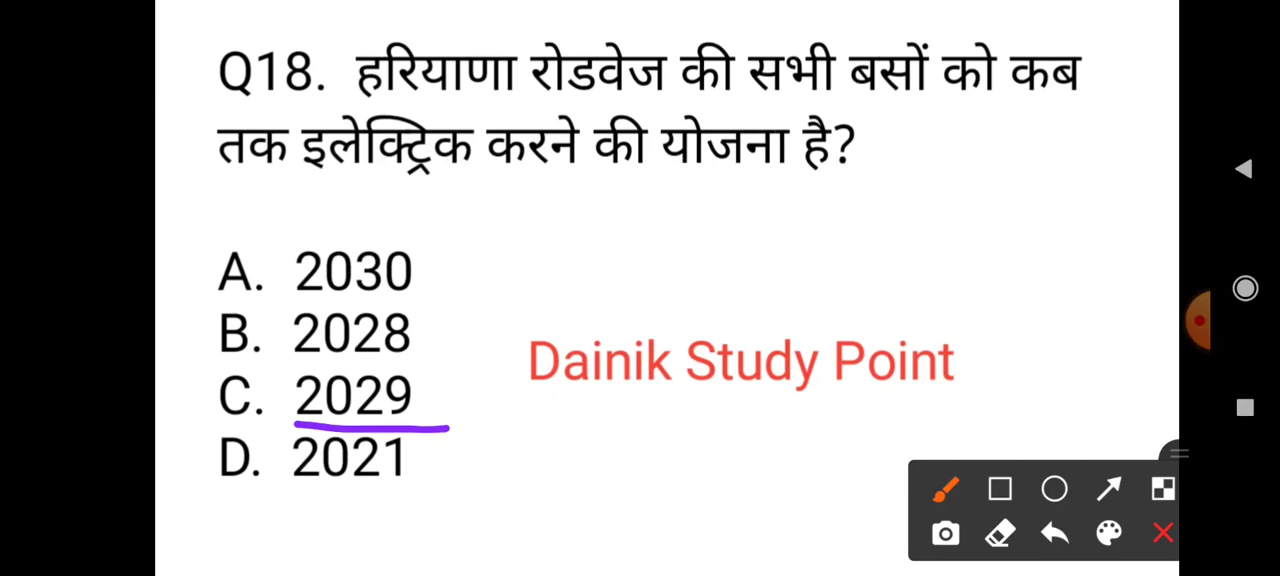 Q18. हरियाणा रोडवेज की सभी बसों को कब
तक इलेक्ट्रिक करने की योजना है?
A. 2030
B. 2028
C. 2029
D. 2021
Dainik Study Point